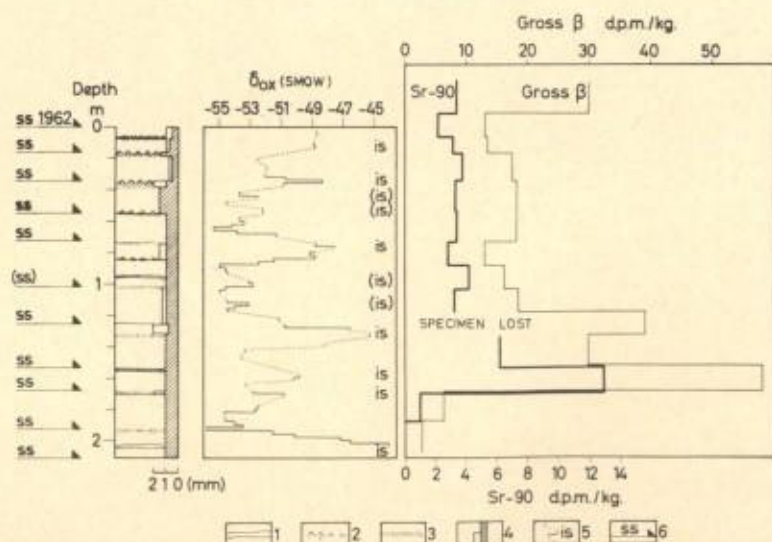 Gross β d.p.m./kg.
0 10 20 30 40 50
δox (SMOW)
-55 -53 -51 -49 -47 -45
Depth
m
Sr-90 Gross β
SS 1962 0
SS is
SS is
(is)
SS (is)
SS is
(SS) 1 (is)
(is)
SS is
SPECIMEN LOST
SS is
SS is
SS 2
SS is
2 1 0 (mm)
0 2 4 6 8 10 12 14
Sr-90 d.p.m./kg.
1 2 3 4 is 5 SS 6